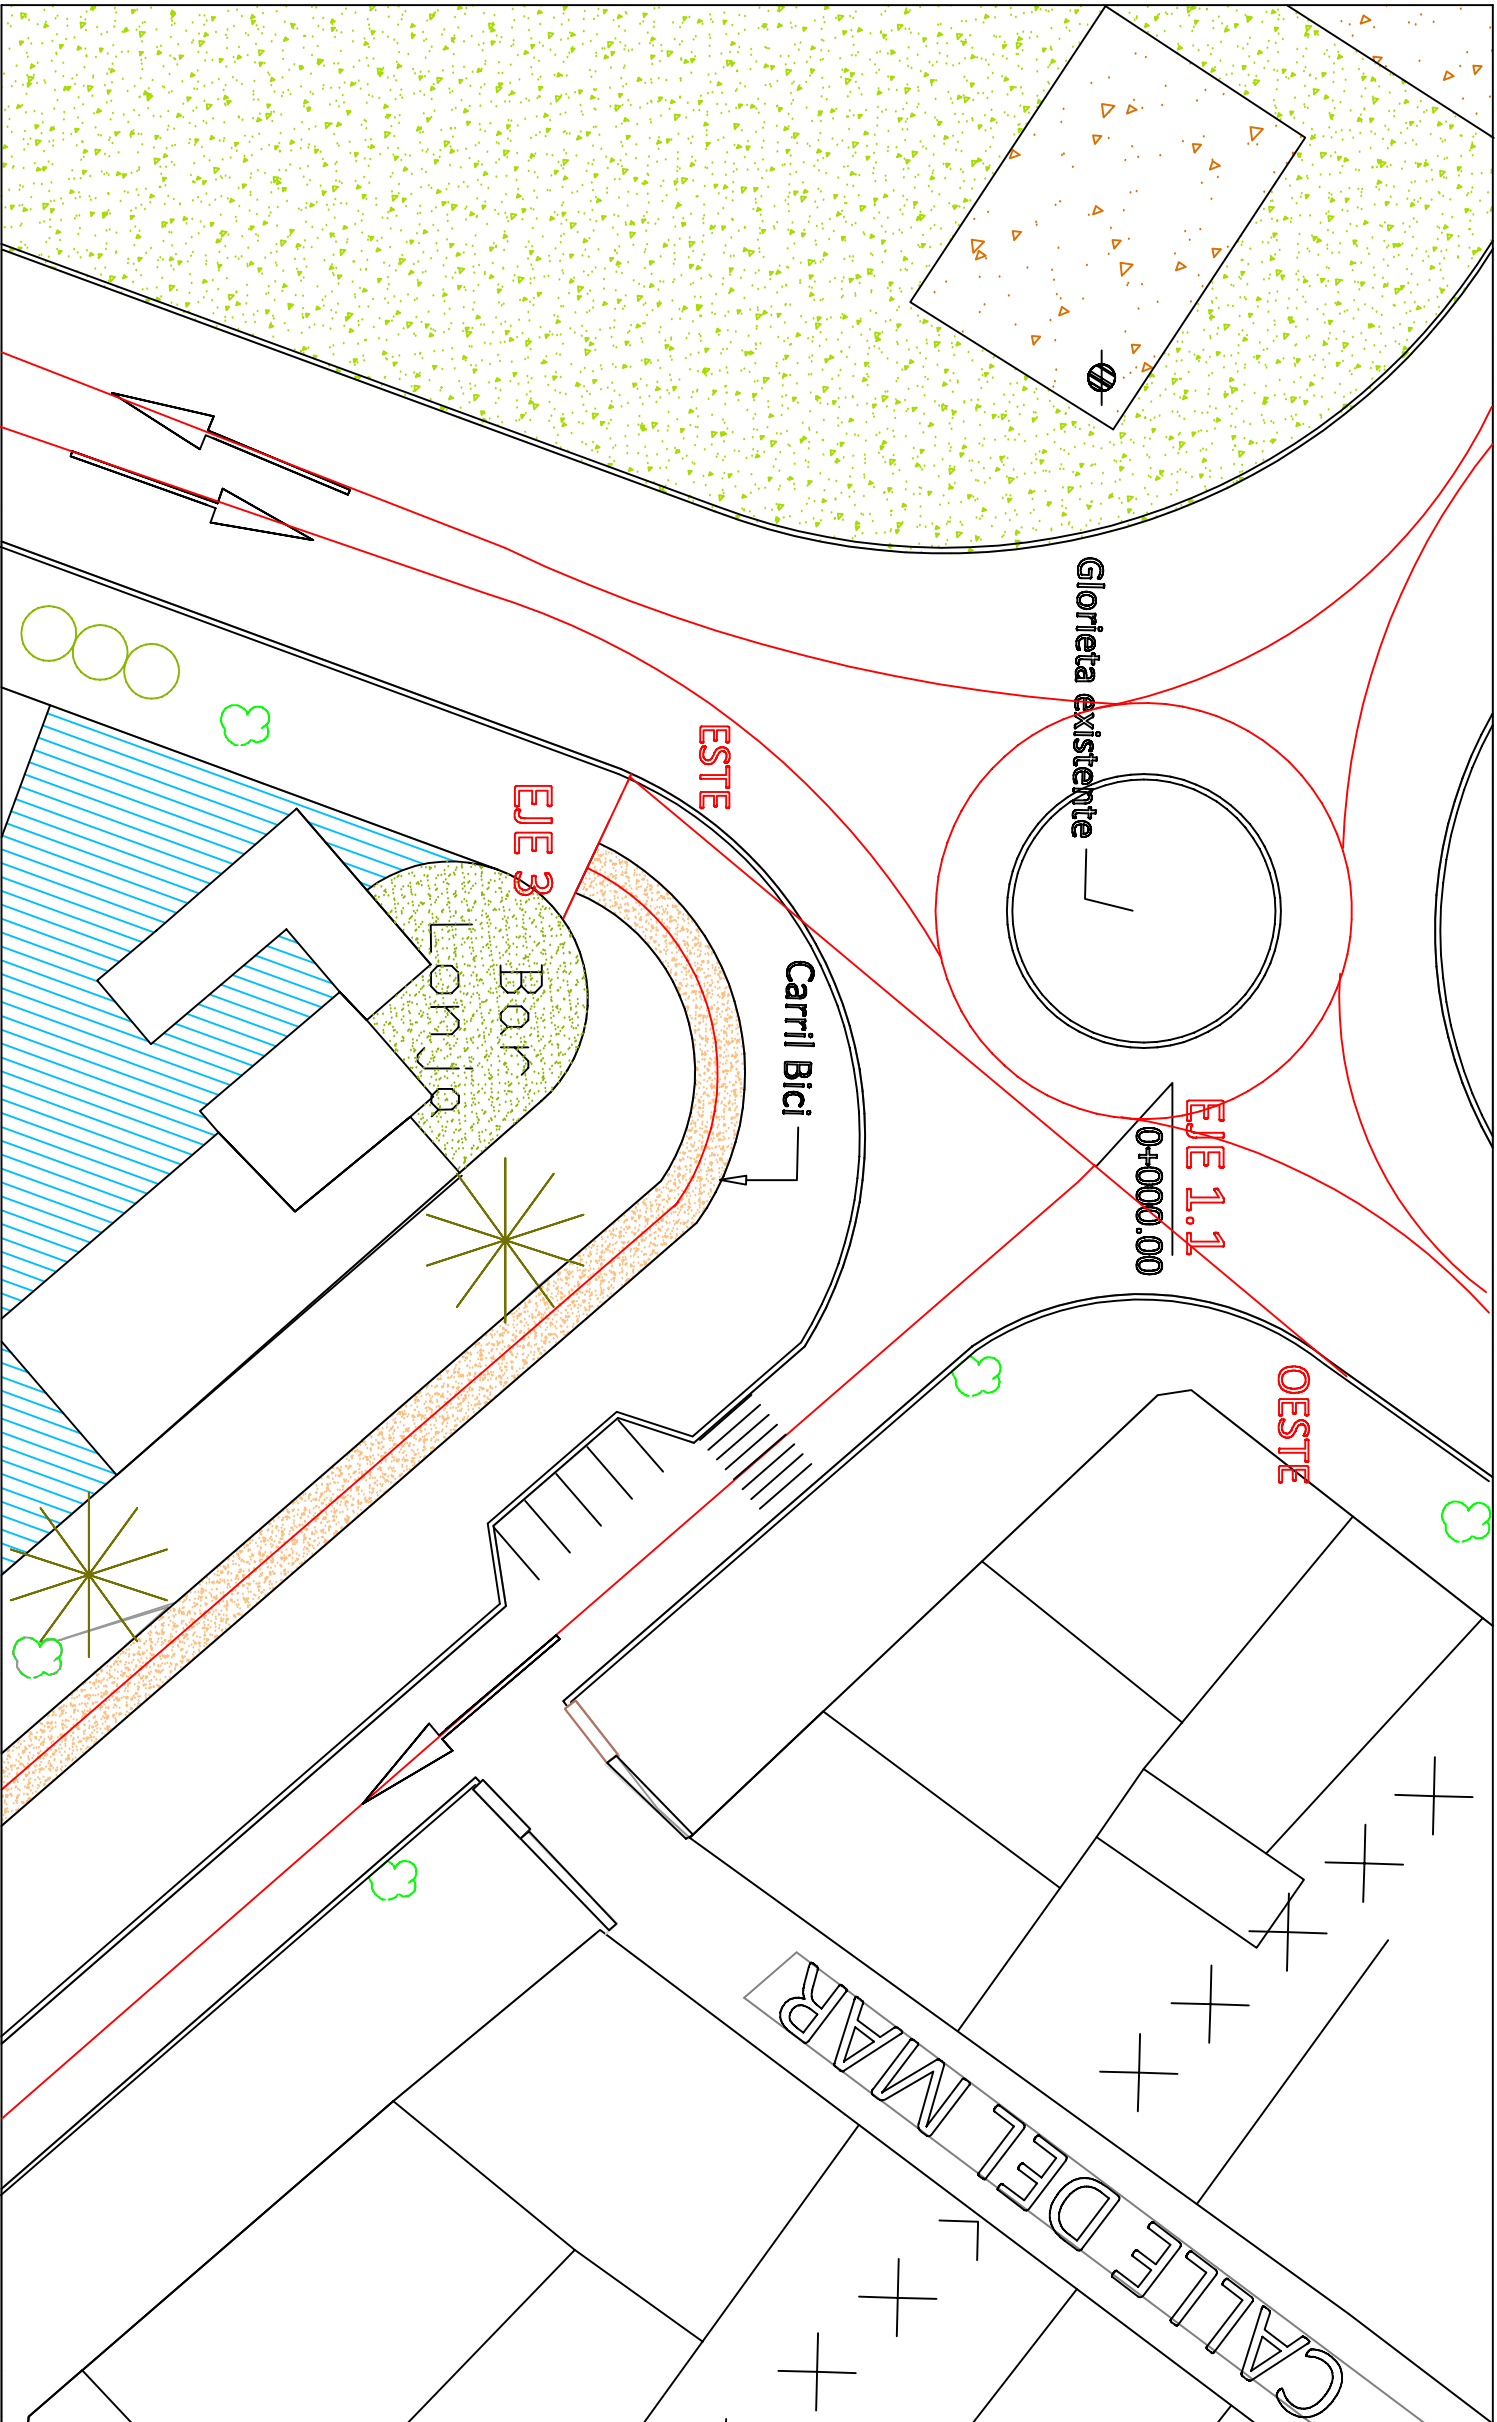 Glorieta existente
ESTE
EJE 3
Bar
Lonja
Carril Bici
EJE 1.1
0+000.00
OESTE
CALLE DEL MAR